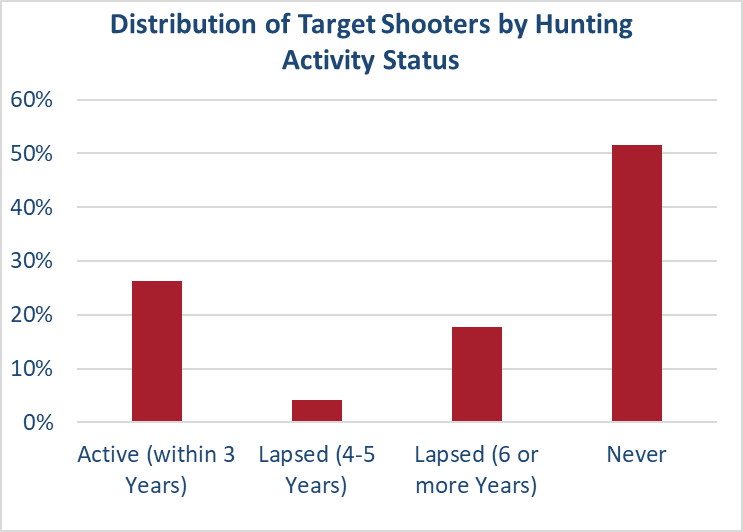 Distribution of Target Shooters by Hunting
Activity Status
60%
50%
40%
30%
20%
10%
0%
Active (within 3
Years)
Lapsed (4-5
Years)
Lapsed (6 or
more Years)
Never